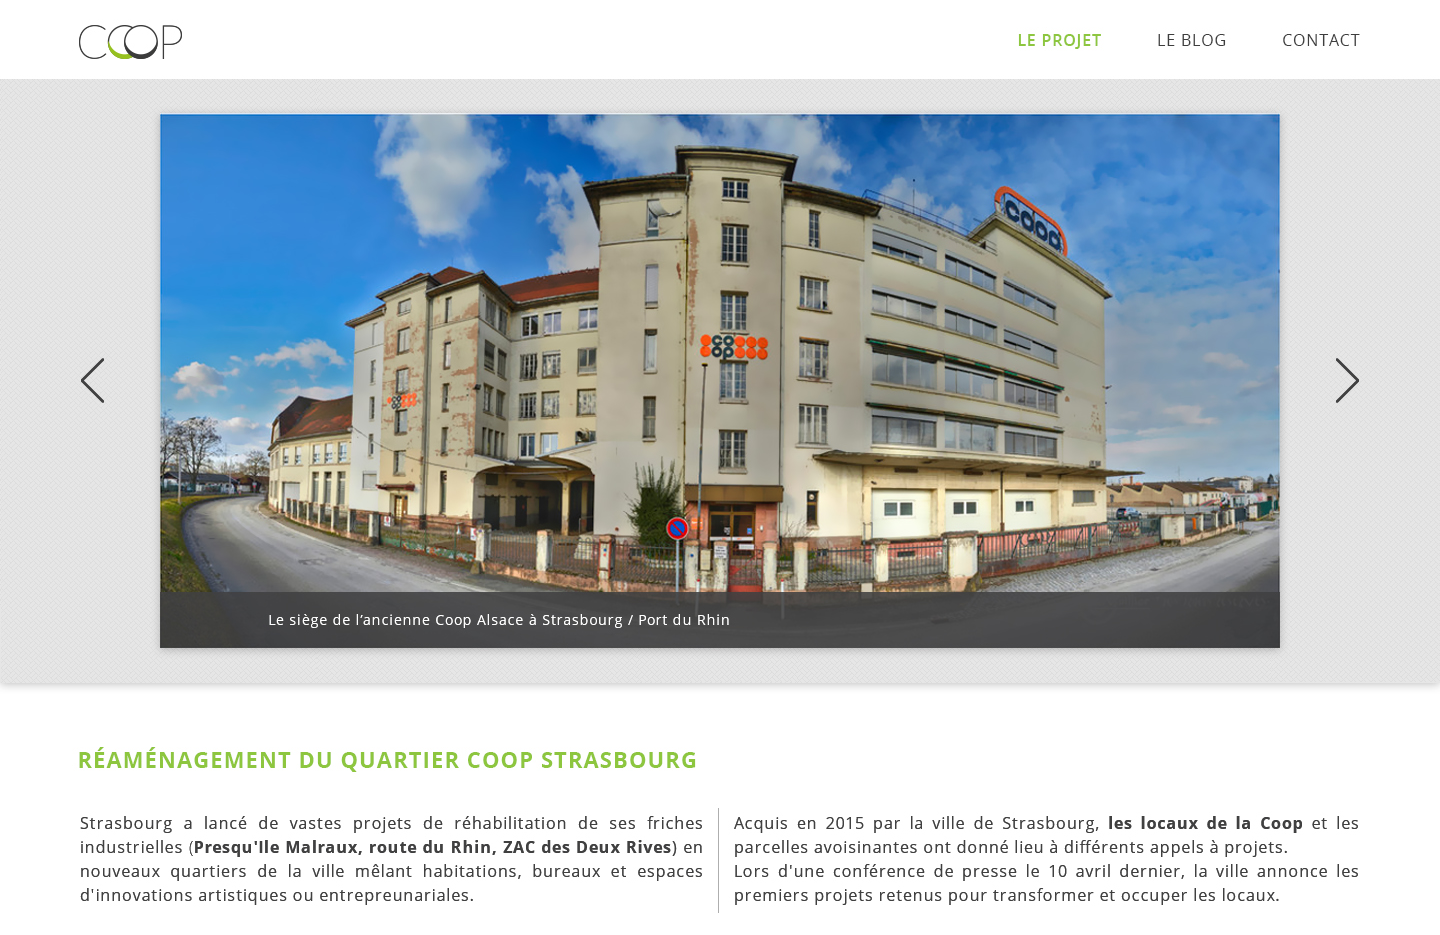 COOP
LE PROJET
LE BLOG
CONTACT
coop
coop
Le siège de l’ancienne Coop Alsace à Strasbourg / Port du Rhin
RÉAMÉNAGEMENT DU QUARTIER COOP STRASBOURG
Strasbourg a lancé de vastes projets de réhabilitation de ses friches
industrielles (Presqu'Ile Malraux, route du Rhin, ZAC des Deux Rives) en
nouveaux quartiers de la ville mêlant habitations, bureaux et espaces
d'innovations artistiques ou entrepreunariales.
Acquis en 2015 par la ville de Strasbourg, les locaux de la Coop et les
parcelles avoisinantes ont donné lieu à différents appels à projets.
Lors d'une conférence de presse le 10 avril dernier, la ville annonce les
premiers projets retenus pour transformer et occuper les locaux.